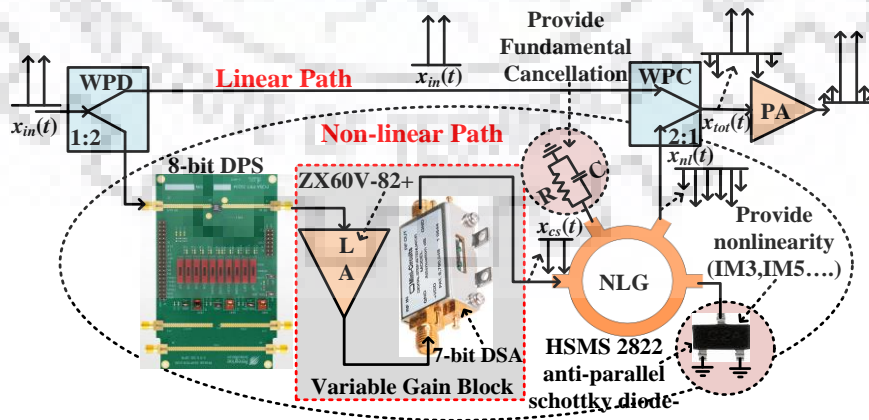 Provide
Fundamental
Cancellation
x_in(t)
WPD
Linear Path
x_in(t)
1:2
WPC
2:1
x_tot(t)
PA
x_nl(t)
Non-linear Path
8-bit DPS
ZX60V-82+
L
A
7-bit DSA
Variable Gain Block
R
C
x_cs(t)
NLG
Provide
nonlinearity
(IM3,IM5....)
HSMS 2822
anti-parallel
schottky diode